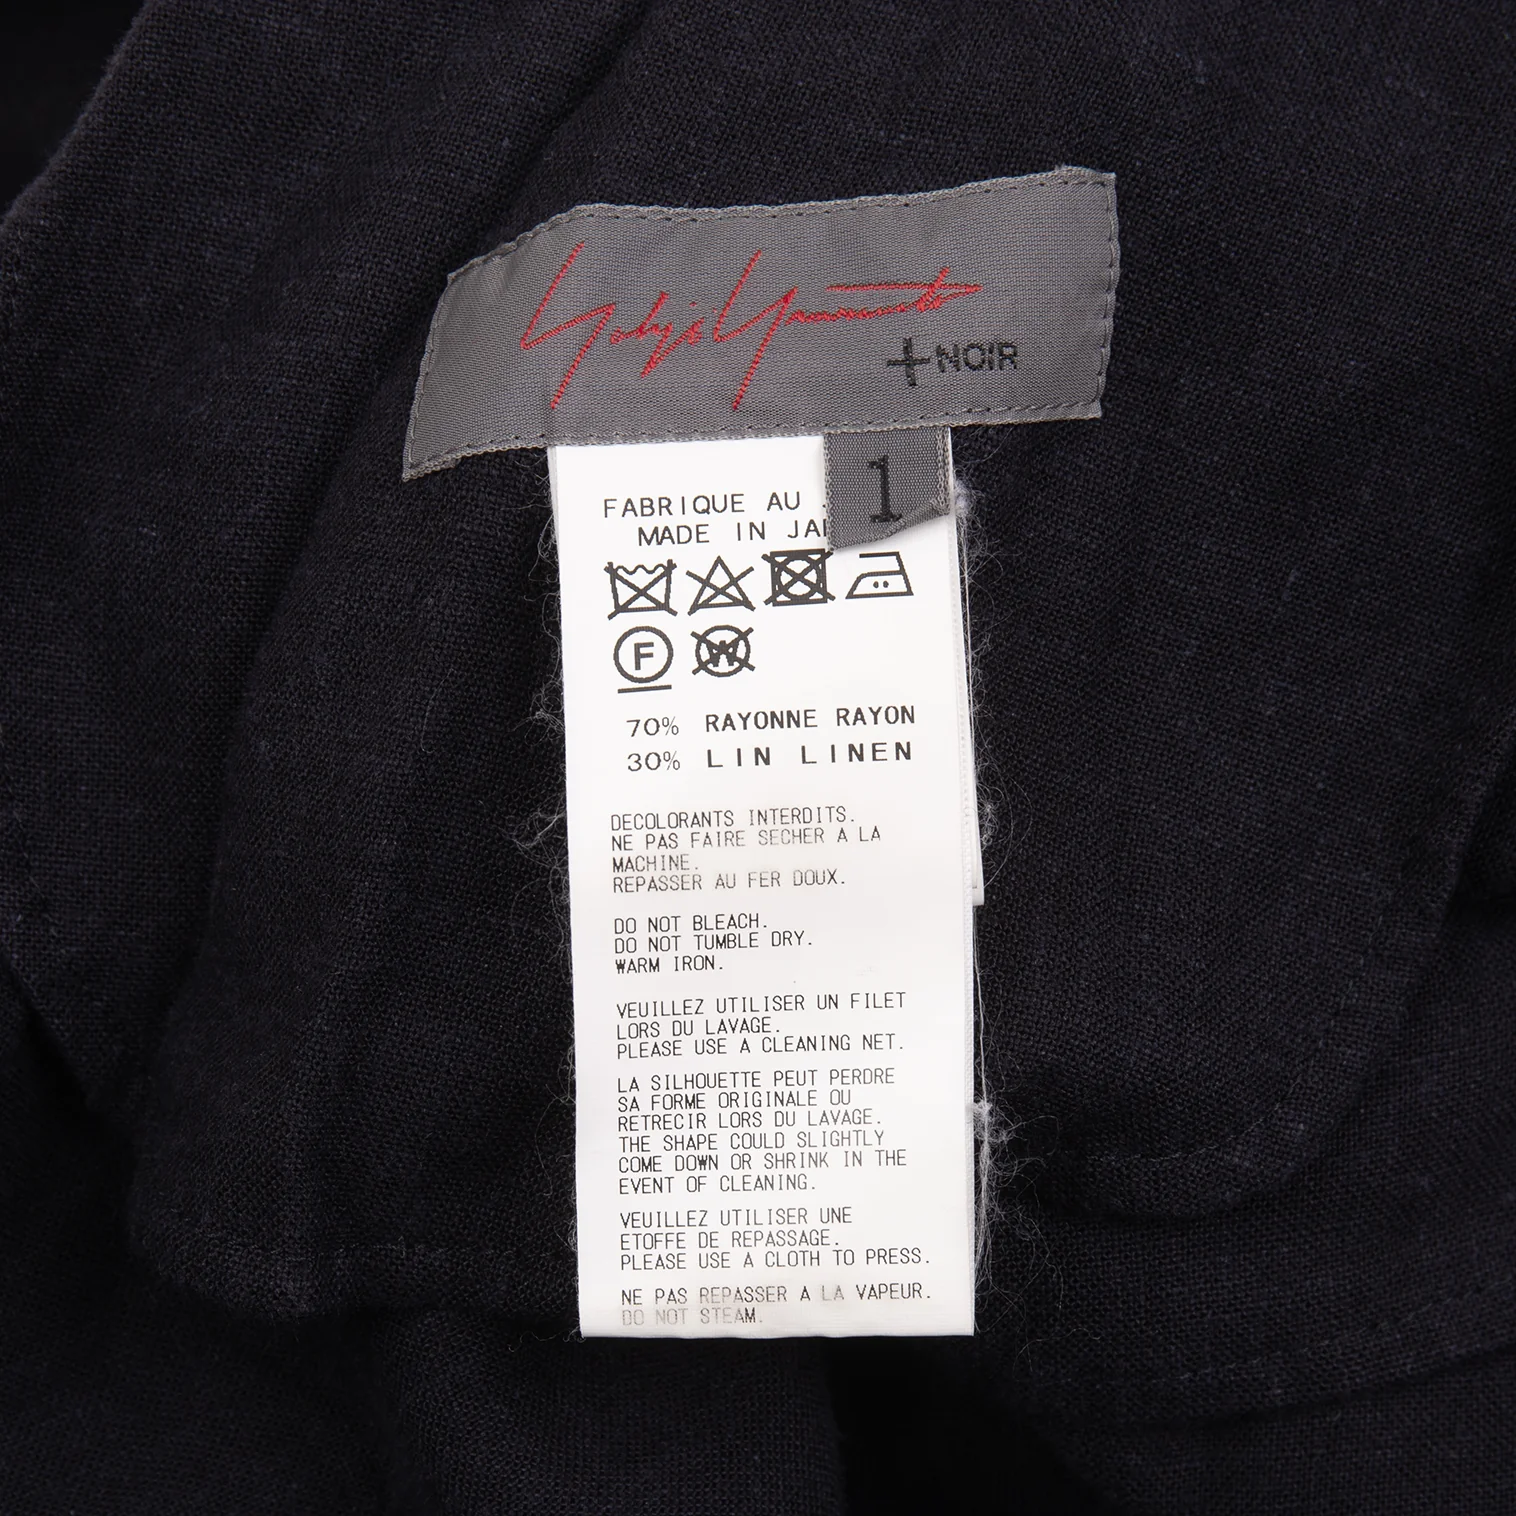 Yohji Yamamoto
+NOIR
1
FABRIQUE AU
MADE IN
F
W
70% RAYONNE RAYON
30% LIN LINEN
DECOLORANTS INTERDITS.
NE PAS FAIRE SECHER A LA
MACHINE.
REPASSER AU FER DOUX.
DO NOT BLEACH.
DO NOT TUMBLE DRY.
WARM IRON.
VEUILLEZ UTILISER UN FILET
LORS DU LAVAGE.
PLEASE USE A CLEANING NET.
LA SILHOUETTE PEUT PERDRE
SA FORME ORIGINALE OU
RETRECIR LORS DU LAVAGE.
THE SHAPE COULD SLIGHTLY
COME DOWN OR SHRINK IN THE
EVENT OF CLEANING.
VEUILLEZ UTILISER UNE
ETOFFE DE REPASSAGE.
PLEASE USE A CLOTH TO PRESS.
NE PAS REPASSER A LA VAPEUR.
DO NOT STEAM.